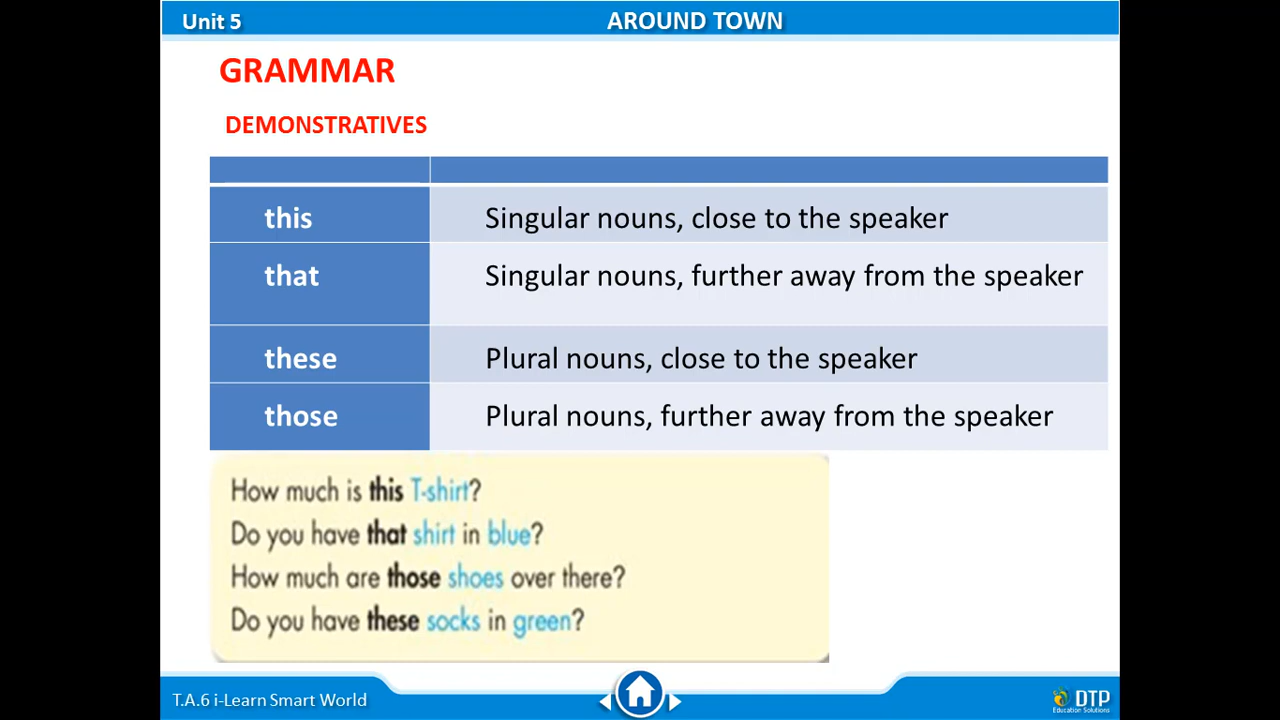 Unit 5
AROUND TOWN
GRAMMAR
DEMONSTRATIVES
this
Singular nouns, close to the speaker
that
Singular nouns, further away from the speaker
these
Plural nouns, close to the speaker
those
Plural nouns, further away from the speaker
How much is this T-shirt?
Do you have that shirt in blue?
How much are those shoes over there?
Do you have these socks in green?
T.A.6 i-Learn Smart World
DTP
Education Solutions